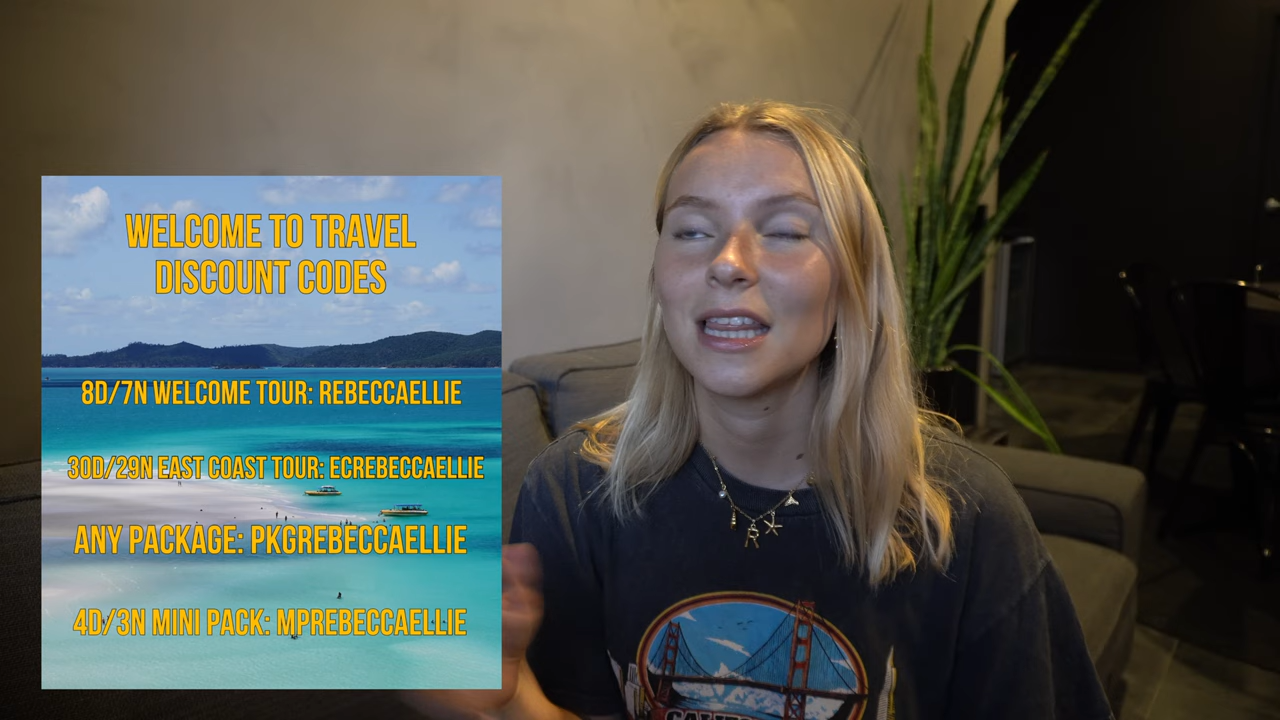 WELCOME TO TRAVEL
DISCOUNT CODES
8D/7N WELCOME TOUR: REBECCAELLIE
30D/29N EAST COAST TOUR: ECREBECCAELLIE
ANY PACKAGE: PKGREBECCAELLIE
4D/3N MINI PACK: MPREBECCAELLIE
R